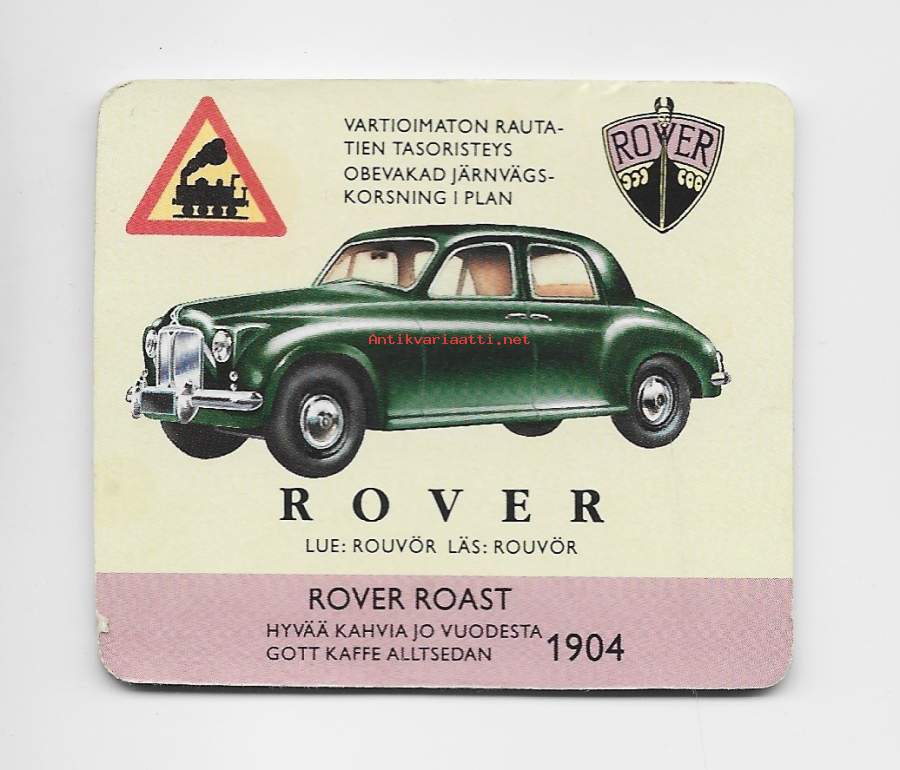 VARTIOIMATON RAUTA-
TIEN TASORISTEYS
OBEVAKAD JÄRNVÄGS-
KORSNING I PLAN
ROVER
Antikvariaatti.net
ROVER
LUE: ROUVÖR LÄS: ROUVÖR
ROVER ROAST
HYVÄÄ KAHVIA JO VUODESTA
GOTT KAFFE ALLTSEDAN 1904